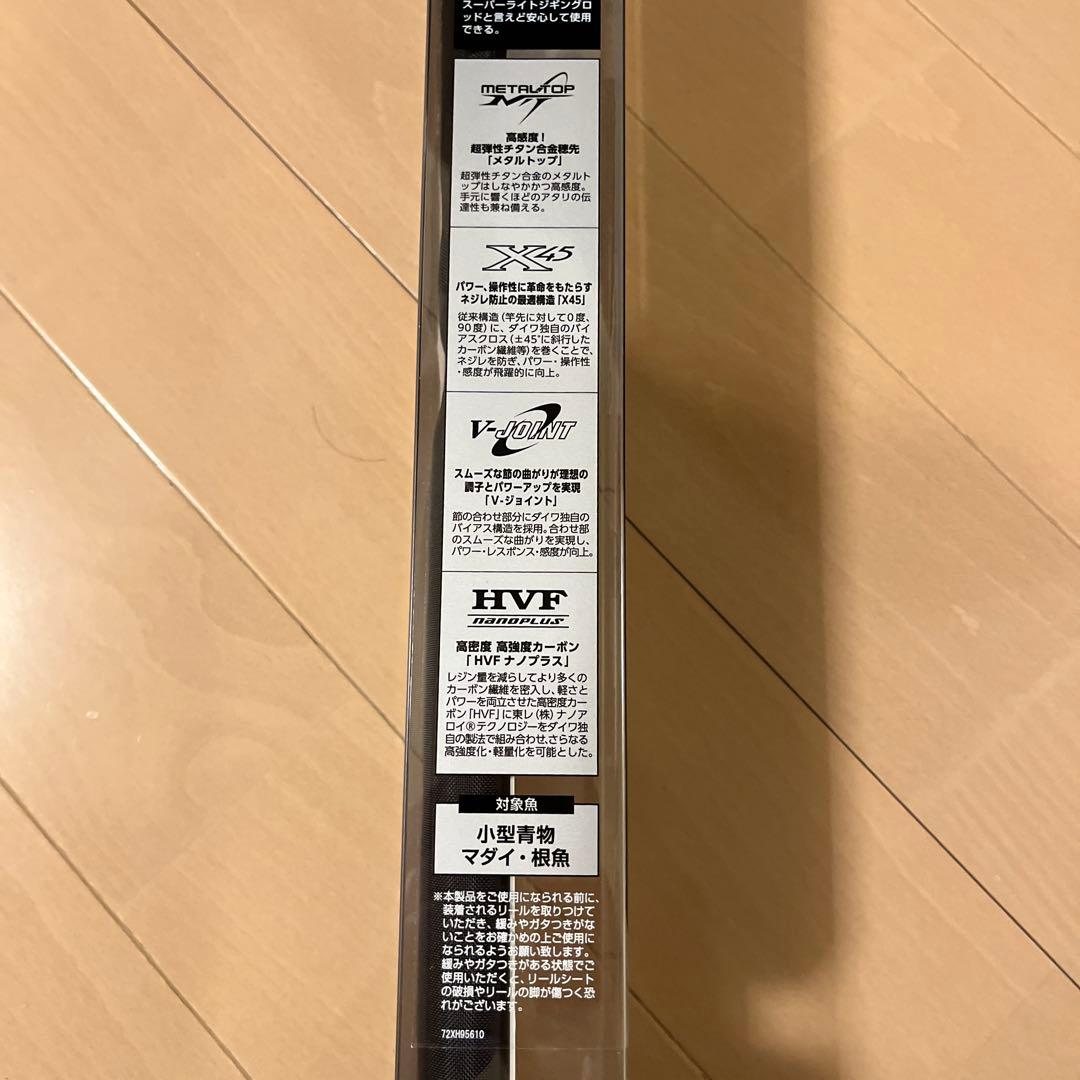 スーパーライトジギングロ
ッドと言えど安心して使用
できる。
METAL TOP
MT
高感度！
超弾性チタン合金穂先
「メタルトップ」
超弾性チタン合金のメタルト
ップはしなやかかつ高感度。
手元に響くほどのアタリの伝
達性も兼ね備える。
X45
パワー、操作性に革命をもたらす
ネジレ防止の最適構造「X45」
従来構造(竿先に対して0度、
90度)に、ダイワ独自のバイ
アスクロス(±45°に斜行した
カーボン繊維等)を巻くことで、
ネジレを防ぎ、パワー・操作性
・感度が飛躍的に向上。
V-JOINT
スムーズな節の曲がりが理想の
調子とパワーアップを実現
「V-ジョイント」
節の合わせ部分にダイワ独自の
バイアス構造を採用。合わせ部
のスムーズな曲がりを実現し、
パワー・レスポンス・感度が向上。
HVF
nanoPLUS
高密度 高強度カーボン
「HVF ナノプラス」
レジン量を減らしてより多くの
カーボン繊維を密入し、軽さと
パワーを両立させた高密度カー
ボン「HVF」に東レ(株)ナノア
ロイ®テクノロジーをダイワ独
自の製法で組み合わせ、さらなる
高強度化・軽量化を可能とした。
対象魚
小型青物
マダイ・根魚
※本製品をご使用になられる前に、
装着されるリールを取りつけて
いただき、緩みやガタつきがな
いことをお確かめの上ご使用に
なられるようお願い致します。
緩みやガタつきがある状態でご
使用いただくと、リールシート
の破損やリールの脚が傷つく恐
れがございます。
72XH95610